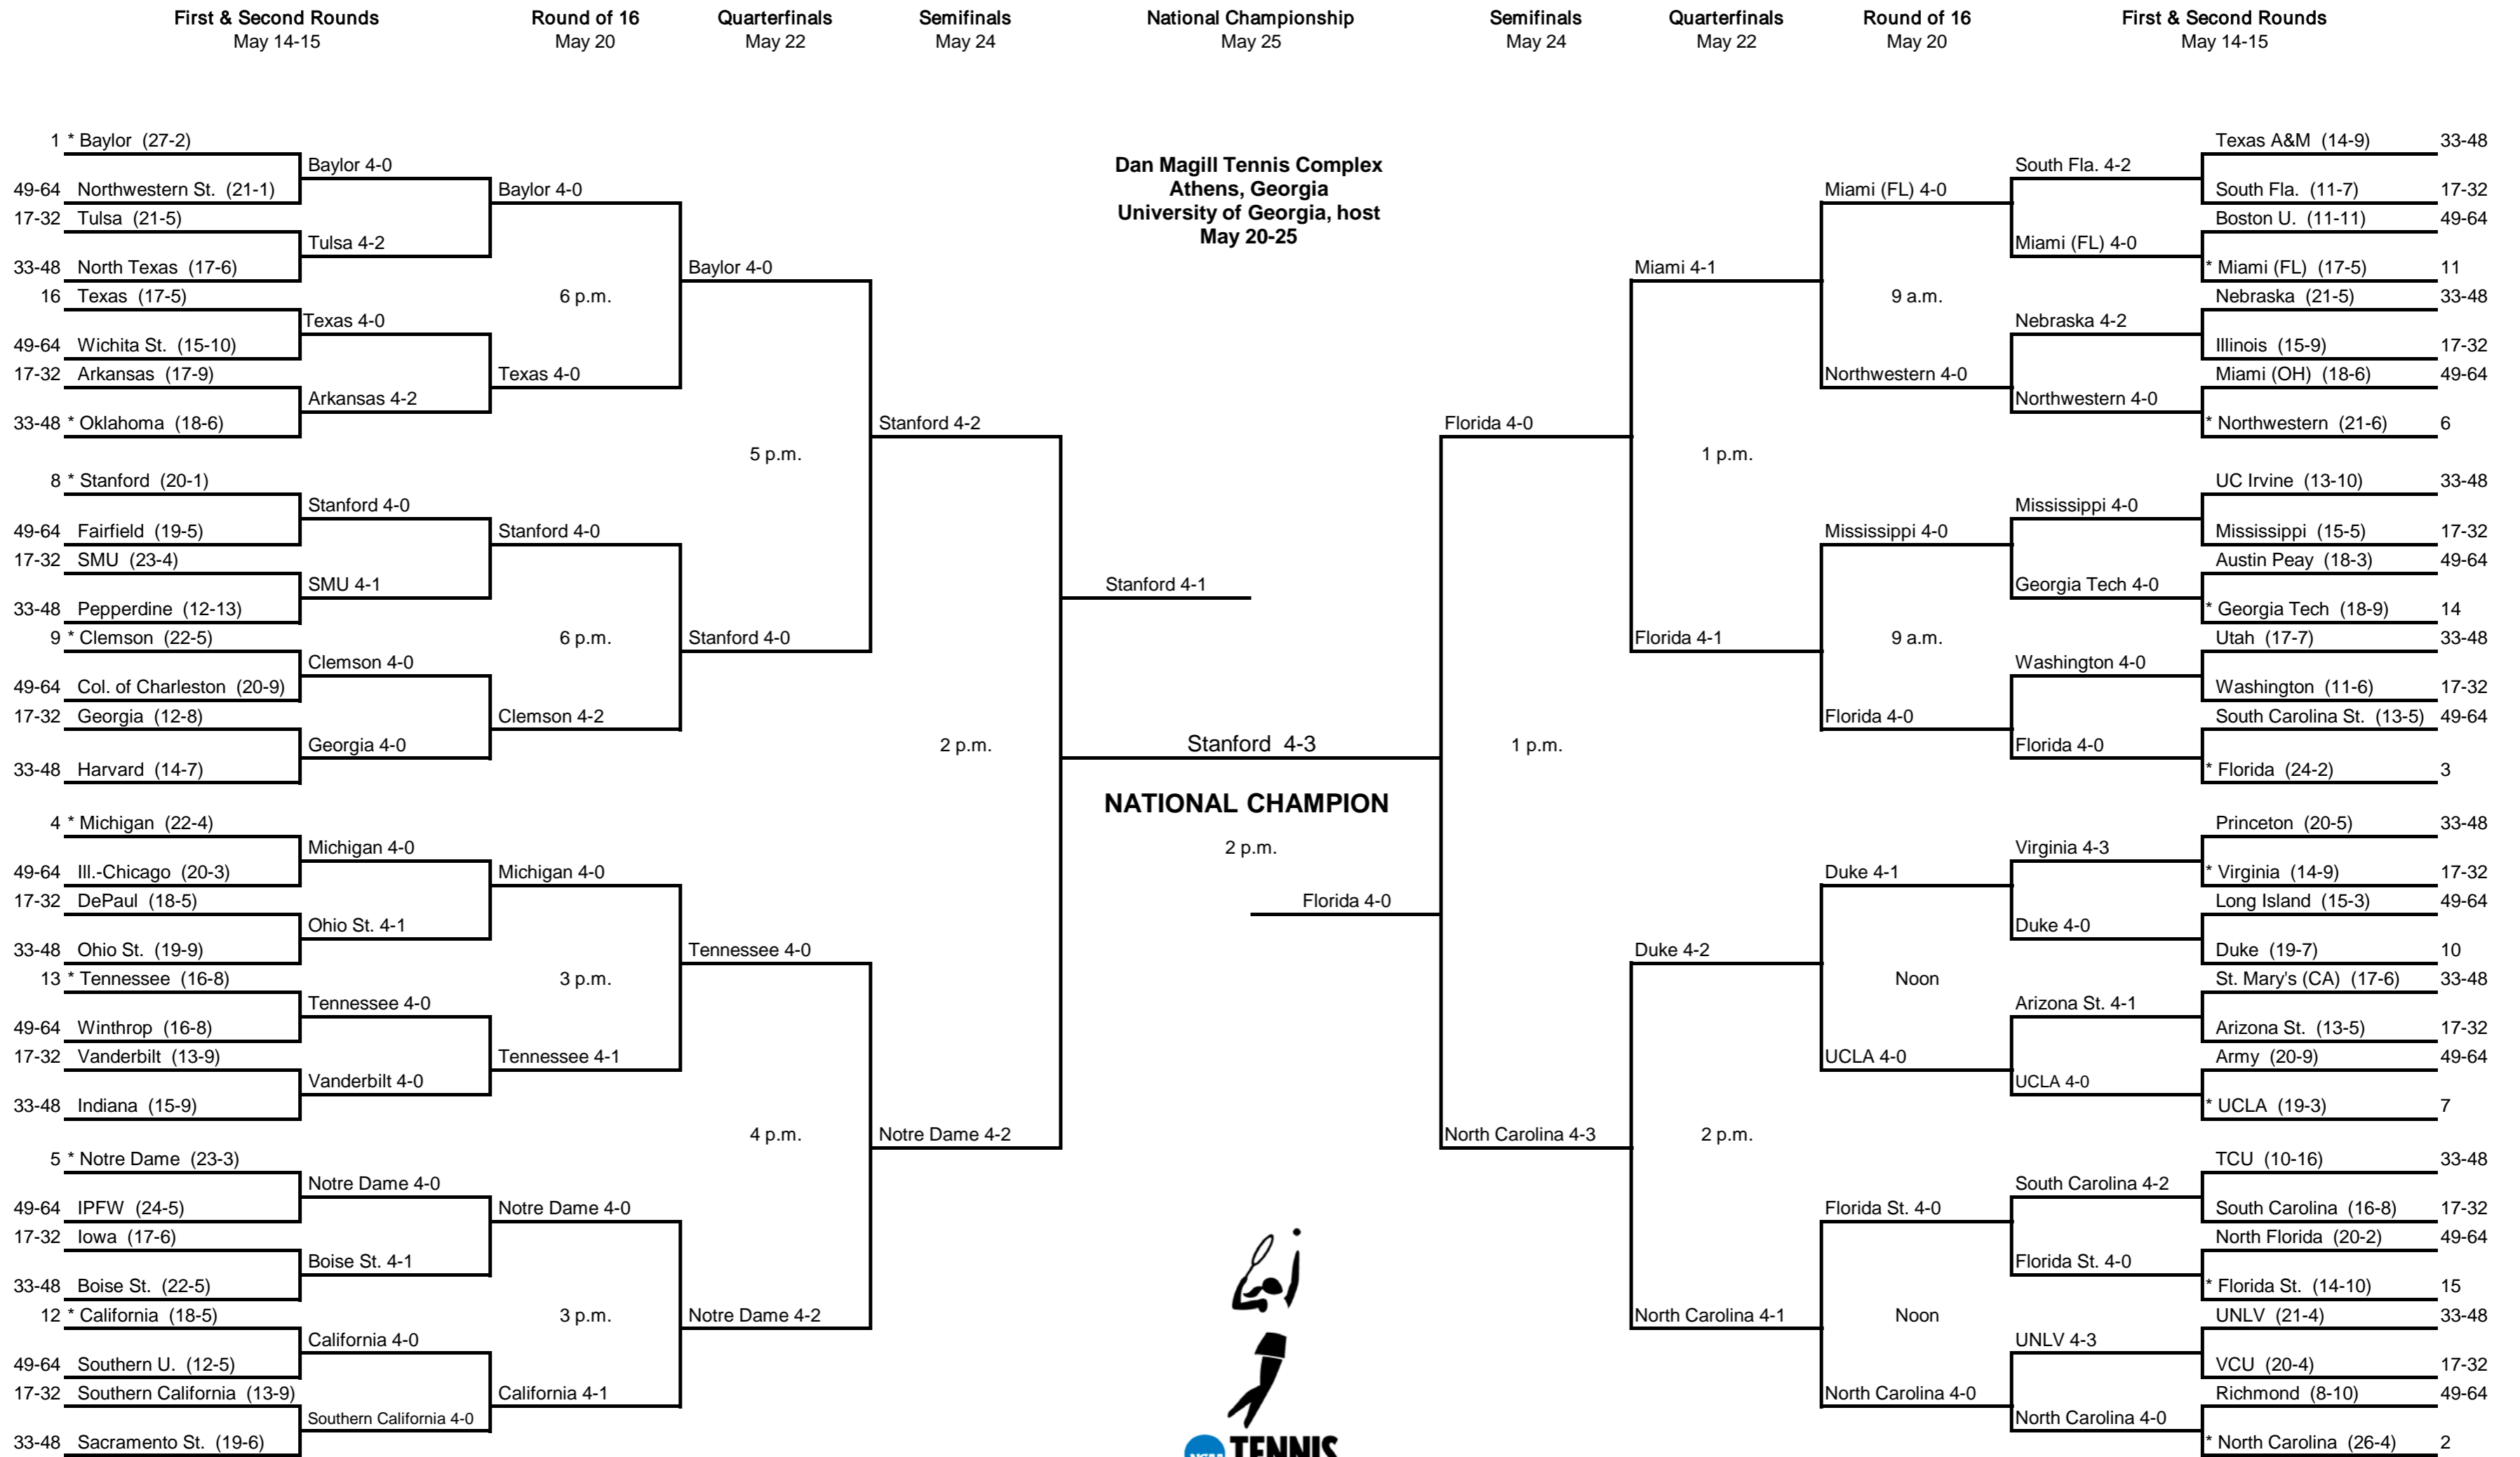 First & Second Rounds
May 14-15
Round of 16
May 20
Quarterfinals
May 22
Semifinals
May 24
National Championship
May 25
Semifinals
May 24
Quarterfinals
May 22
Round of 16
May 20
First & Second Rounds
May 14-15
1 * Baylor (27-2)
Baylor 4-0
49-64 Northwestern St. (21-1)
Baylor 4-0
17-32 Tulsa (21-5)
Tulsa 4-2
33-48 North Texas (17-6)
Baylor 4-0
16 Texas (17-5)
6 p.m.
Texas 4-0
49-64 Wichita St. (15-10)
17-32 Arkansas (17-9)
Texas 4-0
Arkansas 4-2
33-48 * Oklahoma (18-6)
Stanford 4-2
5 p.m.
8 * Stanford (20-1)
Stanford 4-0
49-64 Fairfield (19-5)
Stanford 4-0
17-32 SMU (23-4)
SMU 4-1
33-48 Pepperdine (12-13)
9 * Clemson (22-5)
6 p.m.
Stanford 4-0
Clemson 4-0
49-64 Col. of Charleston (20-9)
17-32 Georgia (12-8)
Clemson 4-2
Georgia 4-0
33-48 Harvard (14-7)
2 p.m.
4 * Michigan (22-4)
Michigan 4-0
49-64 Ill.-Chicago (20-3)
Michigan 4-0
17-32 DePaul (18-5)
Ohio St. 4-1
33-48 Ohio St. (19-9)
Tennessee 4-0
13 * Tennessee (16-8)
3 p.m.
Tennessee 4-0
49-64 Winthrop (16-8)
17-32 Vanderbilt (13-9)
Tennessee 4-1
Vanderbilt 4-0
33-48 Indiana (15-9)
4 p.m.
Notre Dame 4-2
5 * Notre Dame (23-3)
Notre Dame 4-0
49-64 IPFW (24-5)
Notre Dame 4-0
17-32 Iowa (17-6)
Boise St. 4-1
33-48 Boise St. (22-5)
12 * California (18-5)
3 p.m.
Notre Dame 4-2
California 4-0
49-64 Southern U. (12-5)
17-32 Southern California (13-9)
California 4-1
Southern California 4-0
33-48 Sacramento St. (19-6)
Dan Magill Tennis Complex
Athens, Georgia
University of Georgia, host
May 20-25
Stanford 4-1
Stanford 4-3
NATIONAL CHAMPION
2 p.m.
Florida 4-0
NCAA TENNIS
Texas A&M (14-9) 33-48
South Fla. 4-2
Miami (FL) 4-0
South Fla. (11-7) 17-32
Boston U. (11-11) 49-64
Miami (FL) 4-0
Miami 4-1
* Miami (FL) (17-5) 11
9 a.m.
Nebraska (21-5) 33-48
Nebraska 4-2
Illinois (15-9) 17-32
Northwestern 4-0
Miami (OH) (18-6) 49-64
Northwestern 4-0
Florida 4-0
* Northwestern (21-6) 6
1 p.m.
UC Irvine (13-10) 33-48
Mississippi 4-0
Mississippi 4-0
Mississippi (15-5) 17-32
Austin Peay (18-3) 49-64
Georgia Tech 4-0
* Georgia Tech (18-9) 14
Florida 4-1
9 a.m.
Utah (17-7) 33-48
Washington 4-0
Washington (11-6) 17-32
Florida 4-0
South Carolina St. (13-5) 49-64
1 p.m.
Florida 4-0
* Florida (24-2) 3
Princeton (20-5) 33-48
Virginia 4-3
Duke 4-1
* Virginia (14-9) 17-32
Long Island (15-3) 49-64
Duke 4-0
Duke 4-2
Duke (19-7) 10
Noon
St. Mary's (CA) (17-6) 33-48
Arizona St. 4-1
Arizona St. (13-5) 17-32
UCLA 4-0
Army (20-9) 49-64
UCLA 4-0
* UCLA (19-3) 7
North Carolina 4-3
2 p.m.
TCU (10-16) 33-48
South Carolina 4-2
Florida St. 4-0
South Carolina (16-8) 17-32
North Florida (20-2) 49-64
Florida St. 4-0
* Florida St. (14-10) 15
North Carolina 4-1
Noon
UNLV (21-4) 33-48
UNLV 4-3
VCU (20-4) 17-32
North Carolina 4-0
Richmond (8-10) 49-64
North Carolina 4-0
* North Carolina (26-4) 2